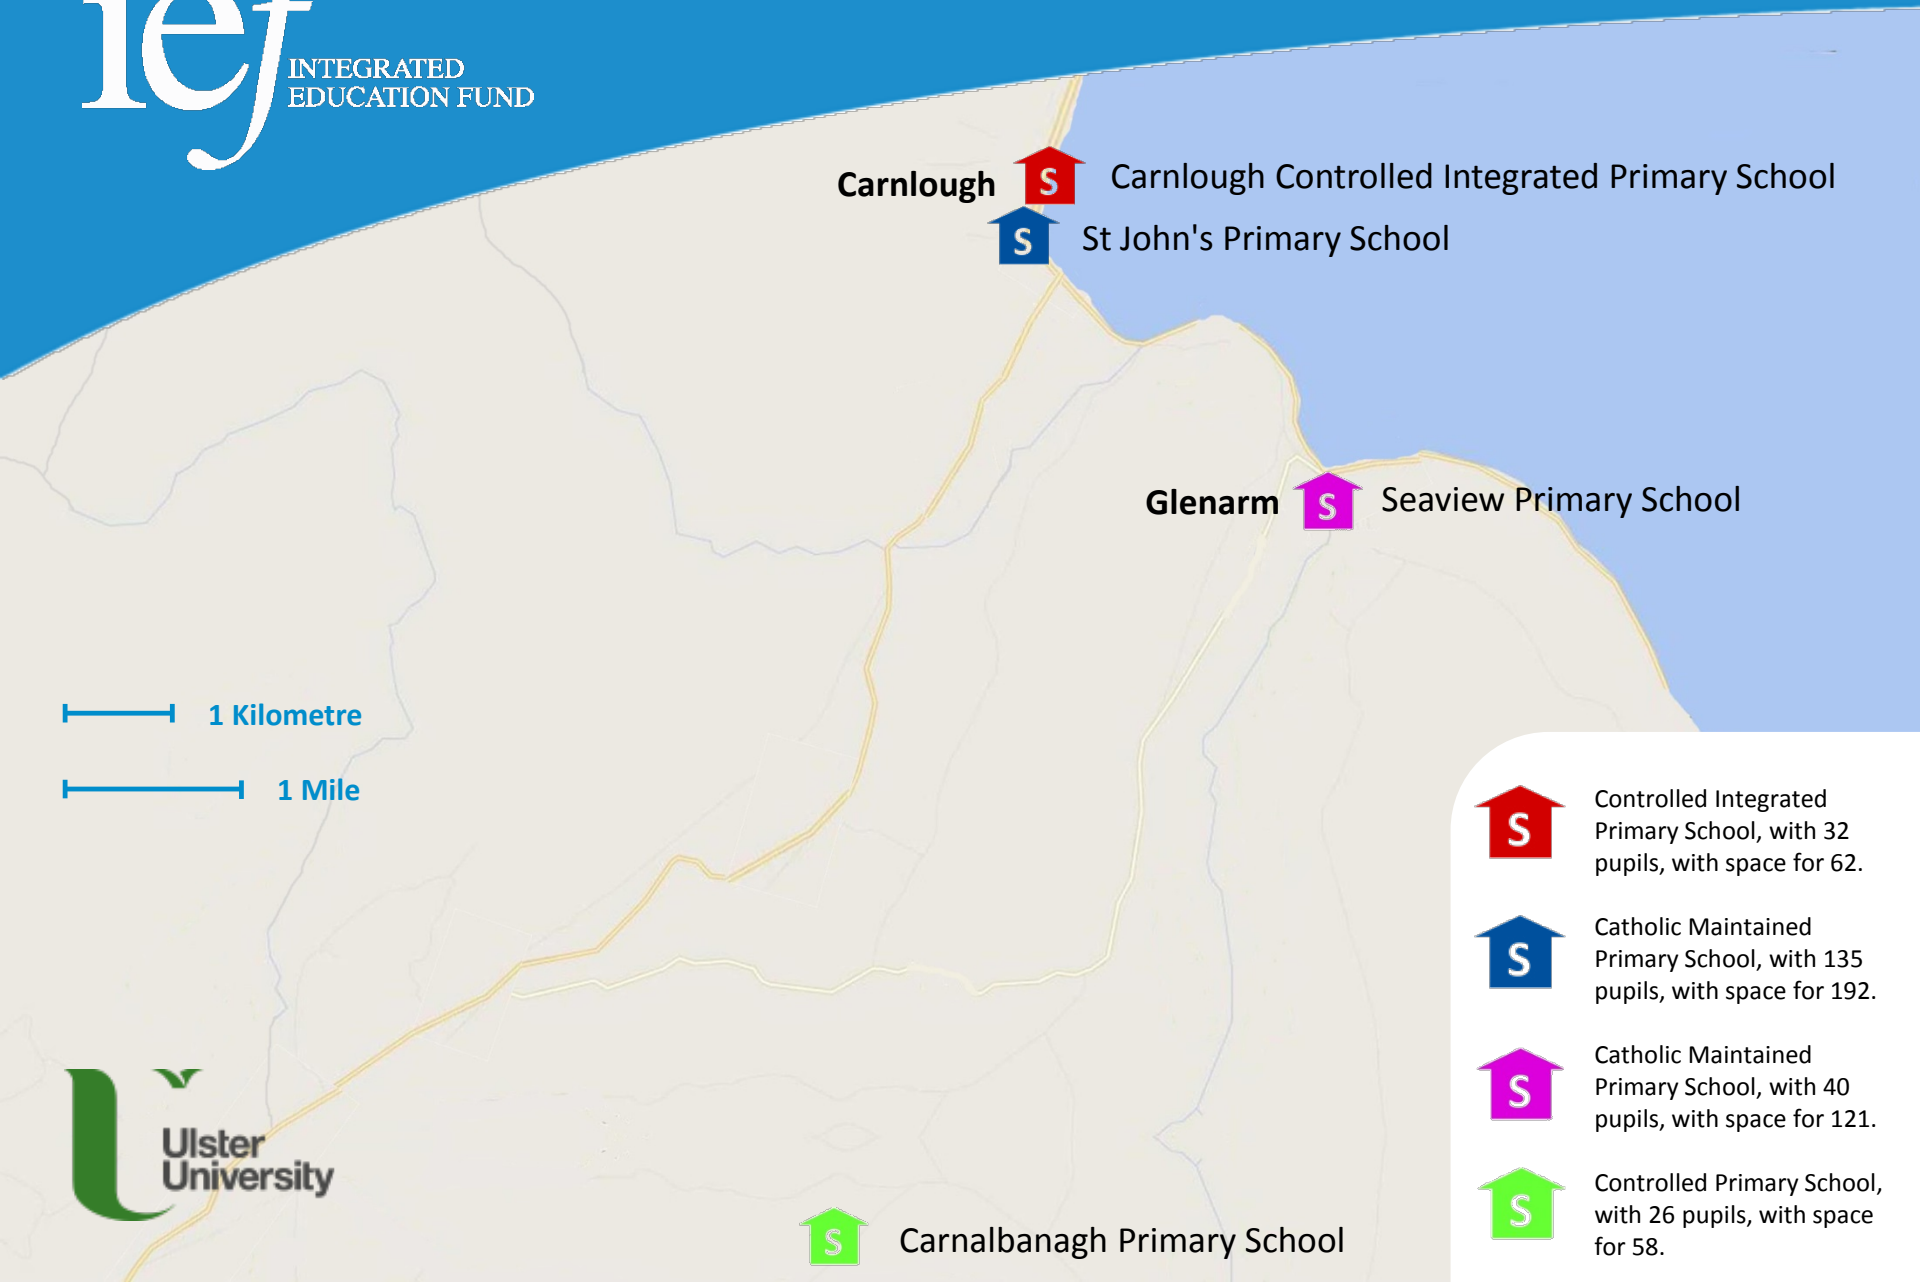 ief
INTEGRATED
EDUCATION FUND
Carnlough
S
Carnlough Controlled Integrated Primary School
S
St John's Primary School
Glenarm
S
Seaview Primary School
1 Kilometre
1 Mile
S
Controlled Integrated
Primary School, with 32
pupils, with space for 62.
S
Catholic Maintained
Primary School, with 135
pupils, with space for 192.
S
Catholic Maintained
Primary School, with 40
pupils, with space for 121.
S
Controlled Primary School,
with 26 pupils, with space
for 58.
Ulster
University
S
Carnalbanagh Primary School